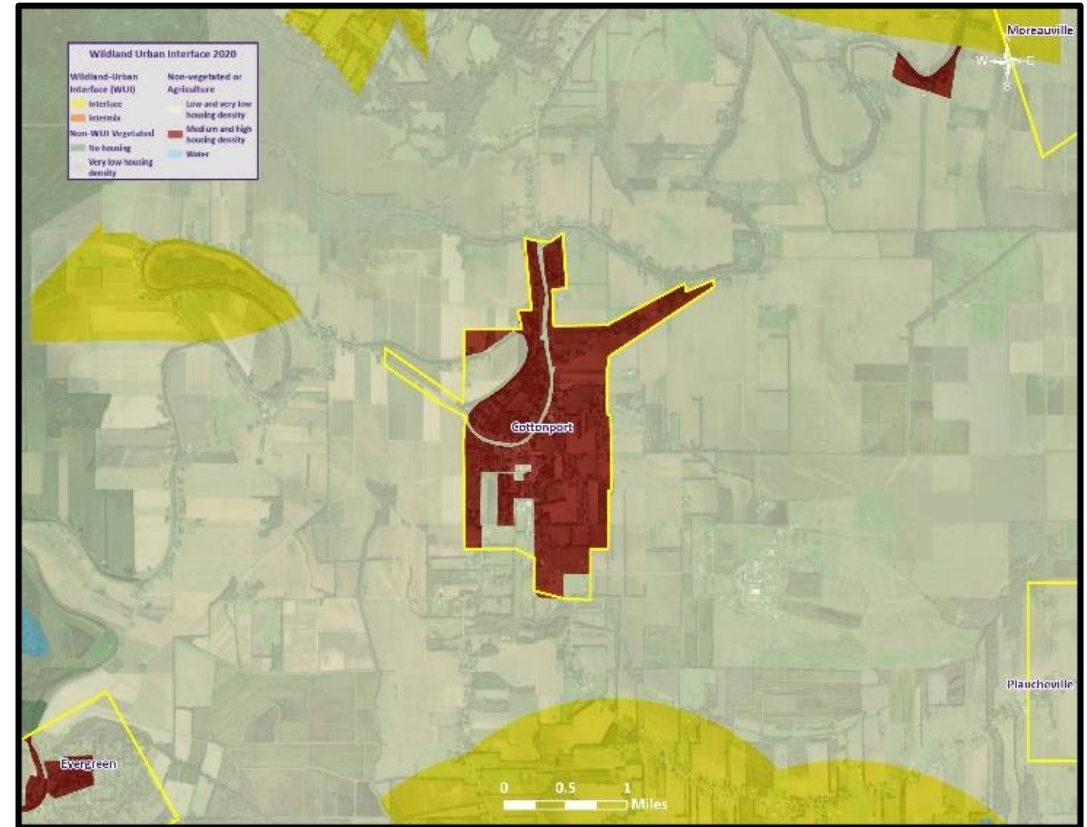 Wildland Urban Interface 2020
Wildland-Urban
Interface (WUI)
Interface
Intermix
Non-WUI Vegetated
No housing
Very low housing
density
Non-vegetated or
Agriculture
Low and very low
housing density
Medium and high
housing density
Water
Moreauville
W
E
S
Cottonport
Plaucheville
Evergreen
0 0.5 1
Miles